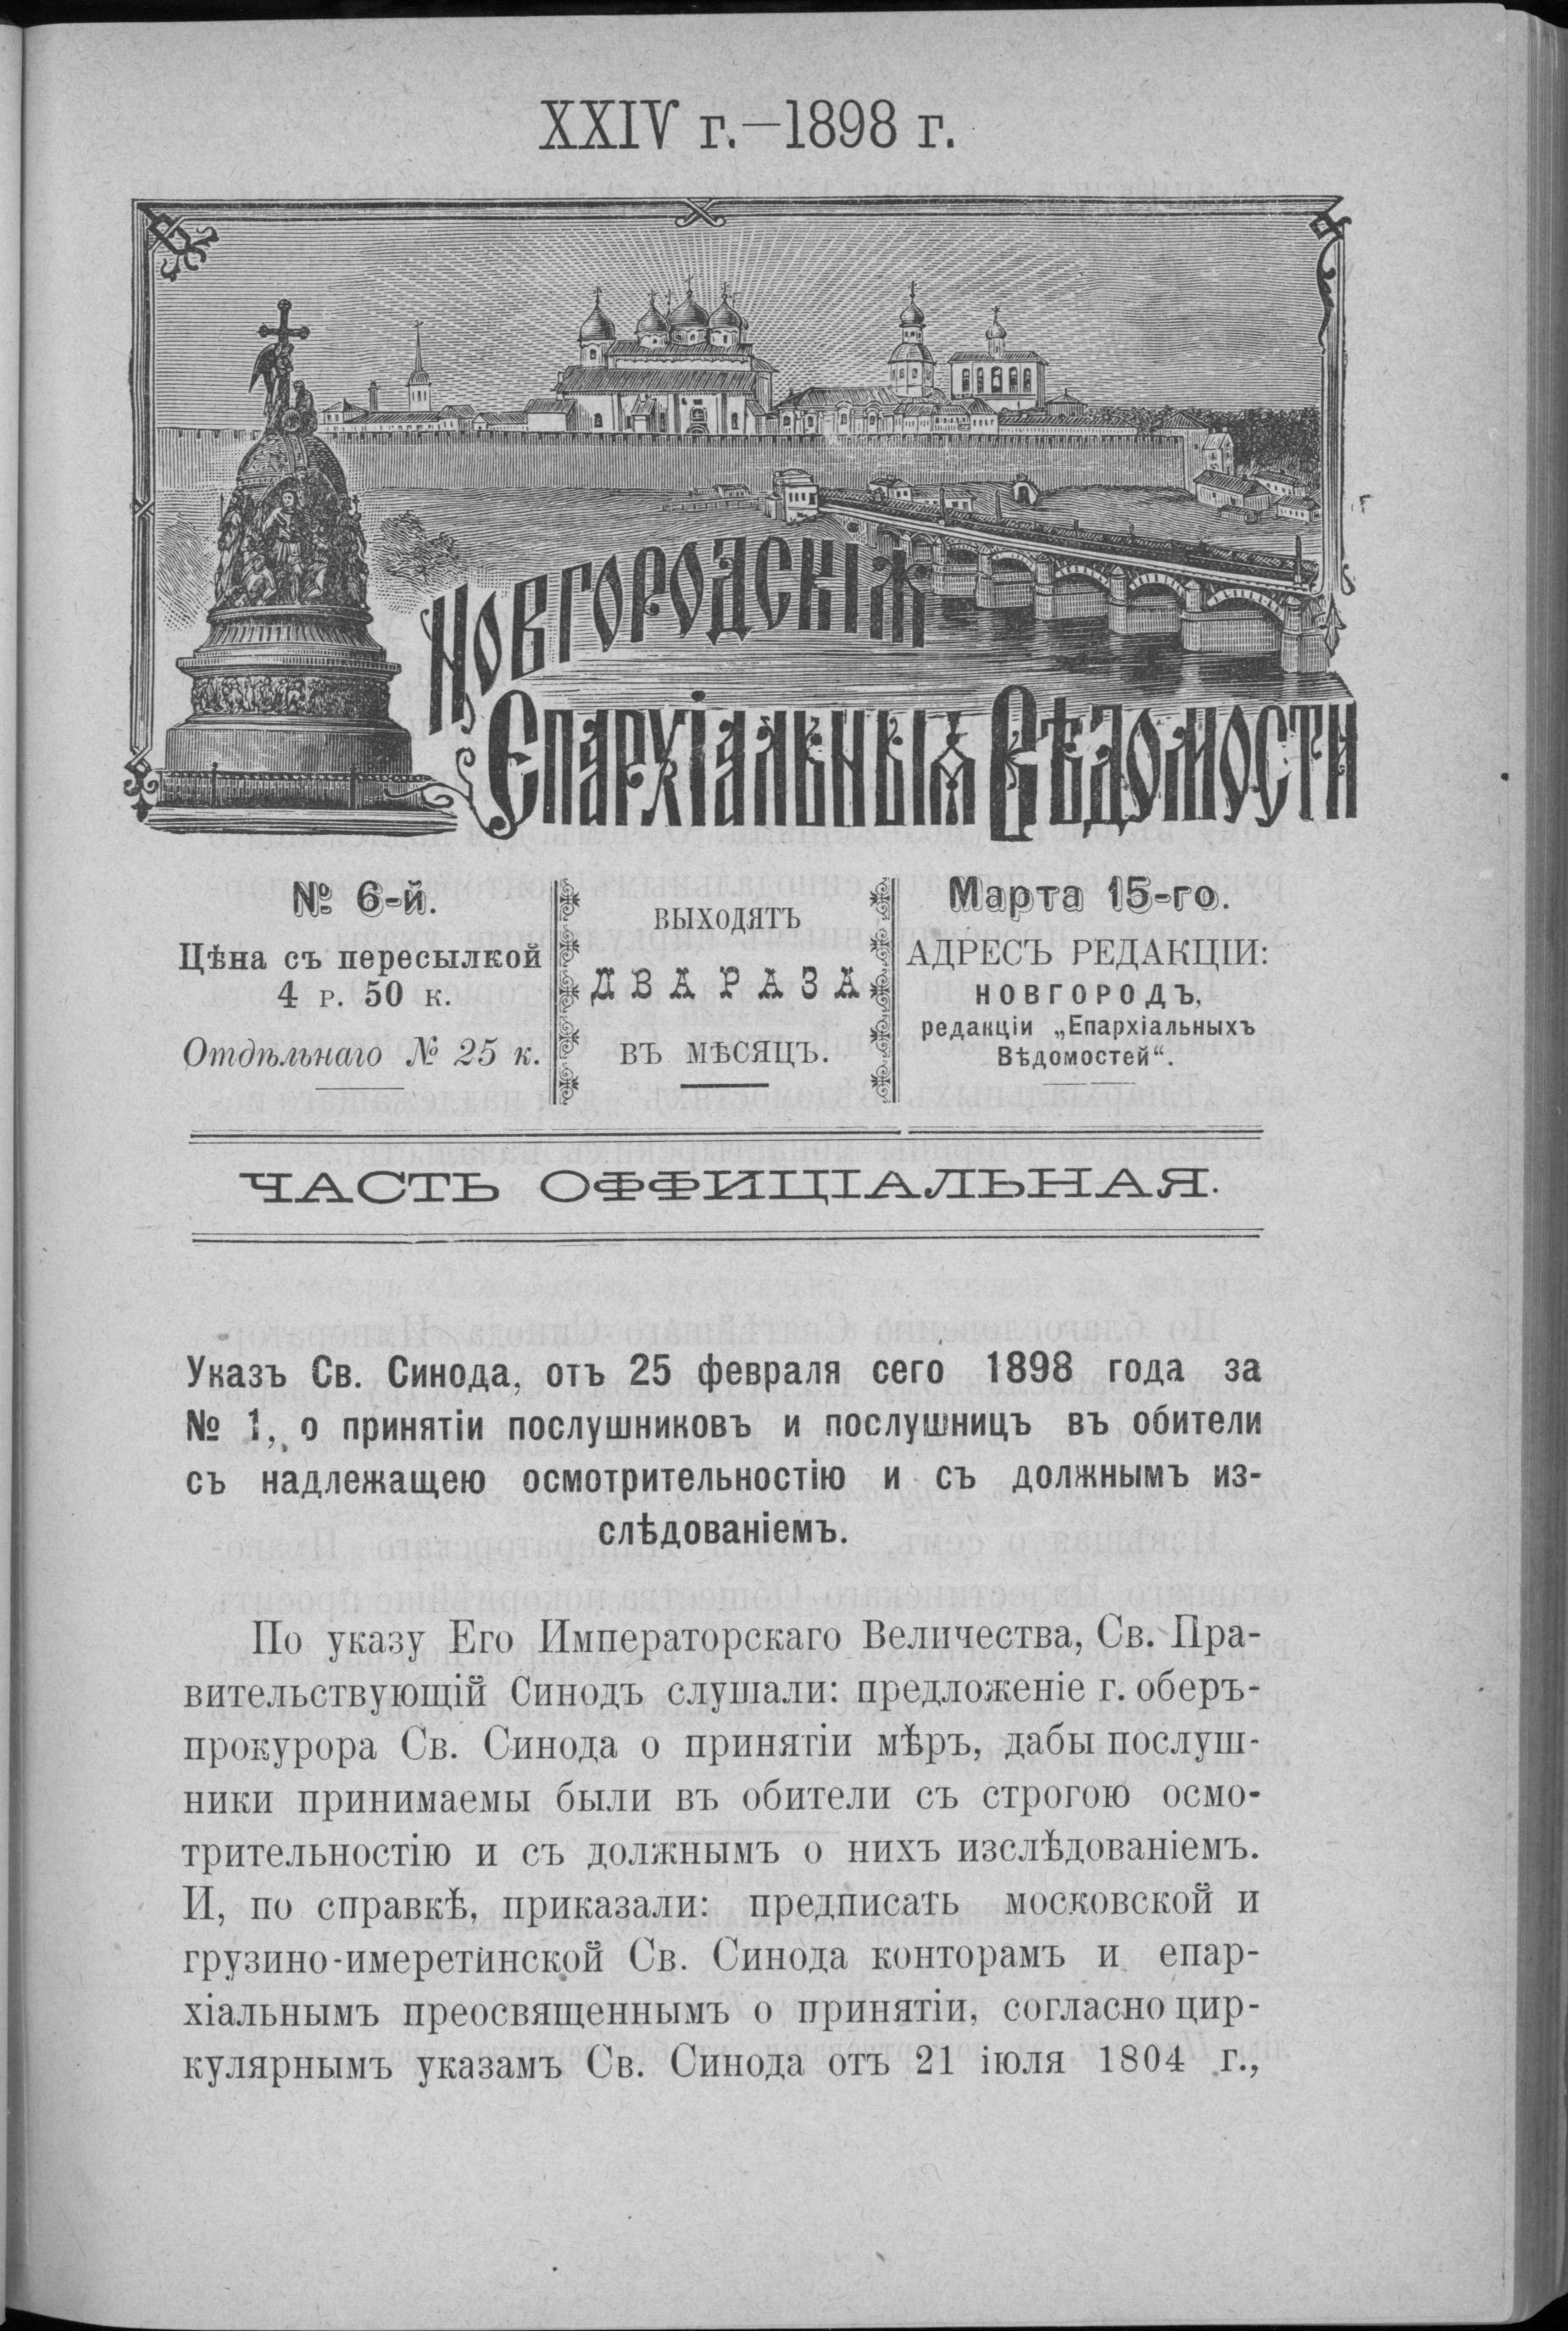 XXIV г.—1898 г.
Новгородскія
Епархіальныя Вѣдомости
№ 6-й.
Цѣна съ пересылкой
4 р. 50 к.
Отдѣльнаго № 25 к.
ВЫХОДЯТЪ
ДВА РАЗА
ВЪ МѢСЯЦЪ.
Марта 15-го.
АДРЕСЪ РЕДАКЦІИ:
НОВГОРОДЪ,
редакціи „Епархіальныхъ
Вѣдомостей“.
ЧАСТЬ ОФФИЦІАЛЬНАЯ.
Указъ Св. Синода, отъ 25 февраля сего 1898 года за
№ 1, о принятіи послушниковъ и послушницъ въ обители
съ надлежащею осмотрительностію и съ должнымъ из-
слѣдованіемъ.
По указу Его Императорскаго Величества, Св. Пра-
вительствующій Синодъ слушали: предложеніе г. оберъ-
прокурора Св. Синода о принятіи мѣръ, дабы послуш-
ники принимаемы были въ обители съ строгою осмо-
трительностію и съ должнымъ о нихъ изслѣдованіемъ.
И, по справкѣ, приказали: предписать московской и
грузино-имеретинской Св. Синода конторамъ и епар-
хіальнымъ преосвященнымъ о принятіи, согласно цир-
кулярнымъ указамъ Св. Синода отъ 21 іюля 1804 г.,